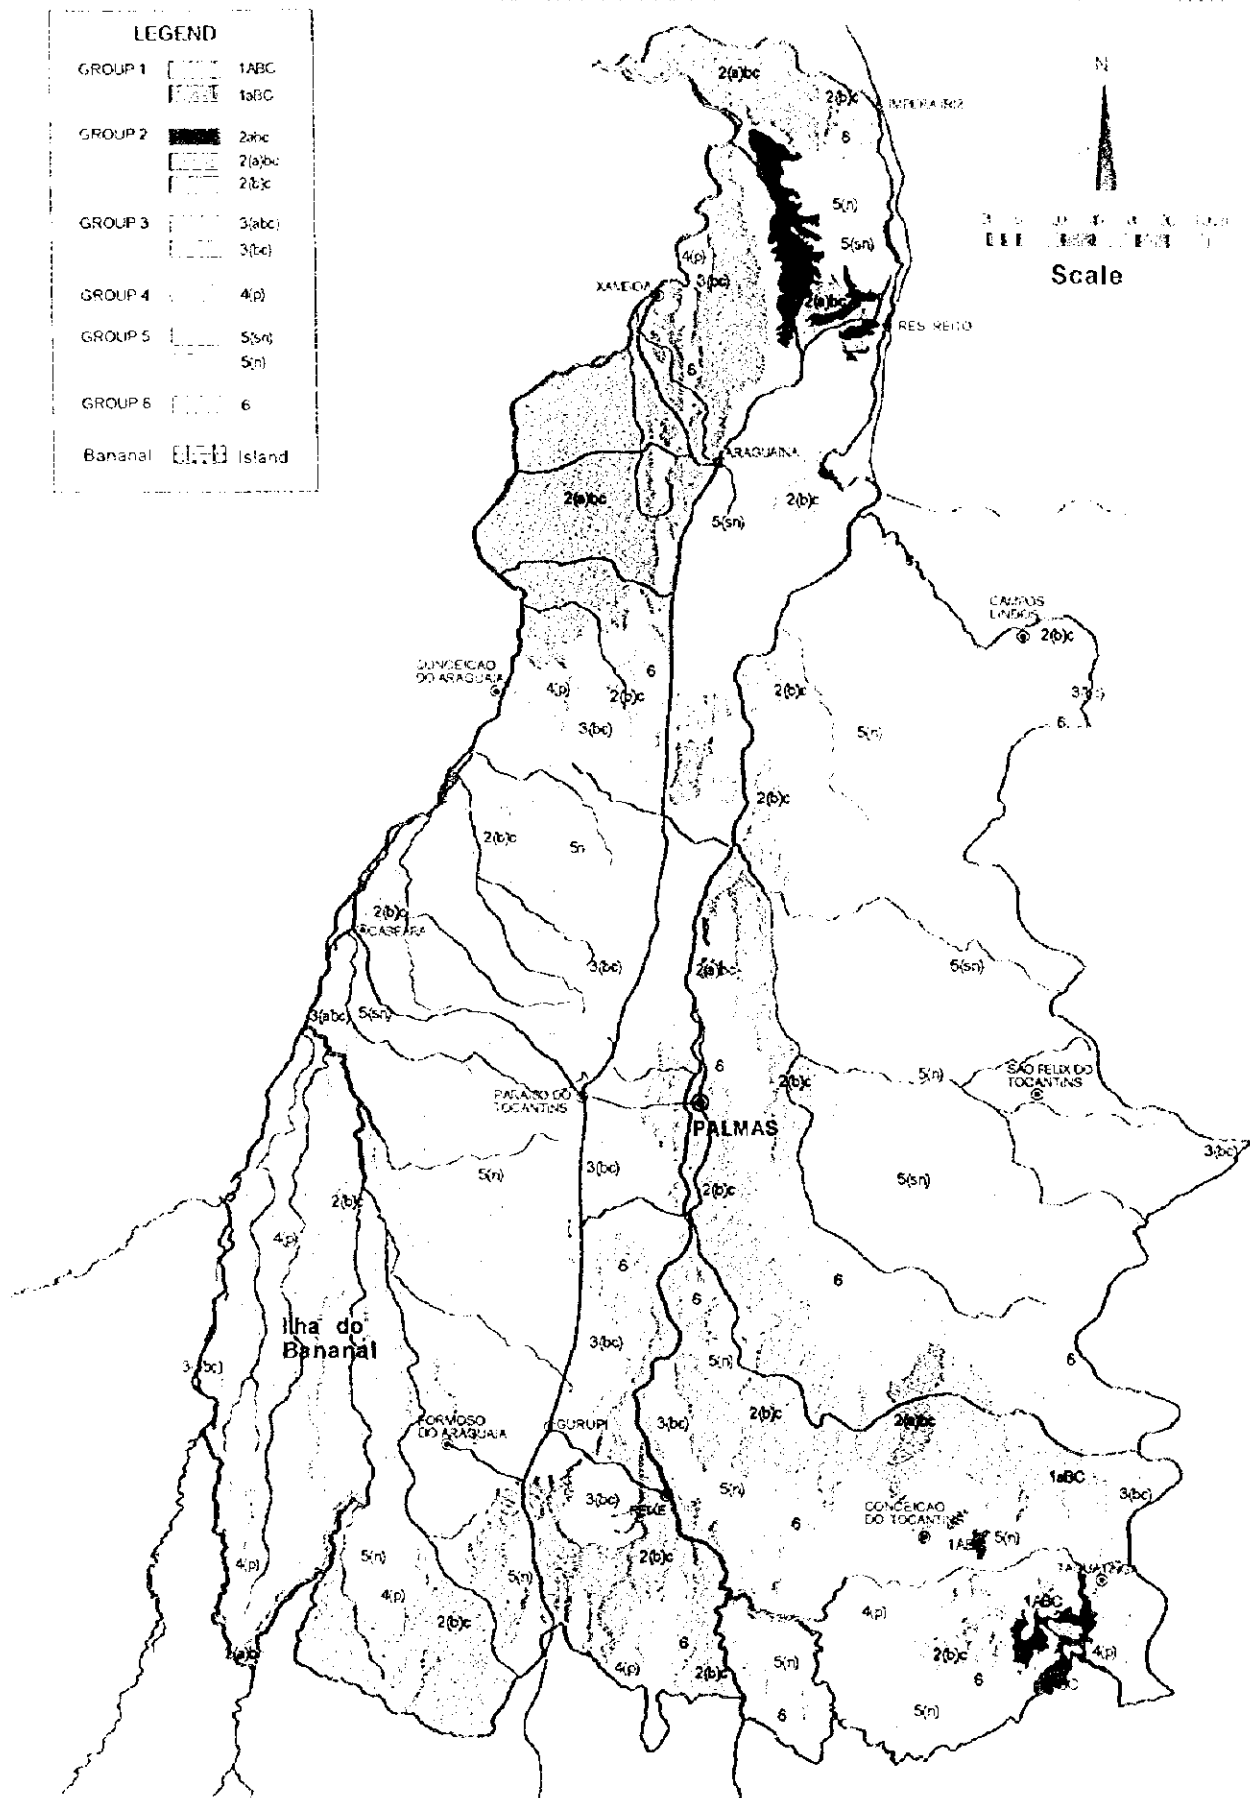 LEGEND
GROUP 1 1ABC
1aBC
GROUP 2 2abc
2(a)bc
2(b)c
GROUP 3 3(abc)
3(bc)
GROUP 4 4(p)
GROUP 5 5(sn)
5(n)
GROUP 6 6
Bananal Island
N
Scale
2(a)bc
2(b)c
6
5(n)
5(sn)
4(p)
3(bc)
2(a)bc
6
ARAGUAINA
2(a)bc
2(b)c
5(sn)
CAMPOS
LINDOS
2(b)c
6
CONCEICAO
DO ARAGUAIA
4(p)
2(b)c
2(b)c
3(bc)
5(n)
6
2(b)c
2(b)c
5n
2(b)c
3(bc)
2(a)bc
5(sn)
3(abc)
5(sn)
6
5(n)
SAO FELIX DO
TOCANTINS
2(b)c
PARAISO DO
TOCANTINS
PALMAS
3(bc)
3(bc)
5(n)
5(sn)
2(b)c
2(b)c
4(p)
6
6
6
Ilha do
Bananal
3(bc)
5(n)
6
FORMOSO
DO ARAGUAIA
GURUPI
3(bc)
2(b)c
2(a)bc
1aBC
3(bc)
3(bc)
PEIXE
5(n)
CONCEICAO
DO TOCANTINS
6
5(n)
2(b)c
4(p)
5(n)
4(p)
5(n)
2(b)c
4(p)
1ABC
6
4(p)
2(b)c
5(n)
2(b)c
6
4(p)
6
5(n)